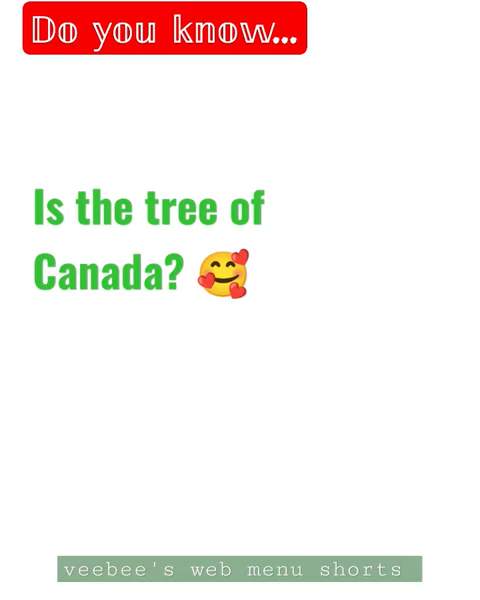 Do you know...
Is the tree of
Canada? 🥰
veebee's web menu shorts